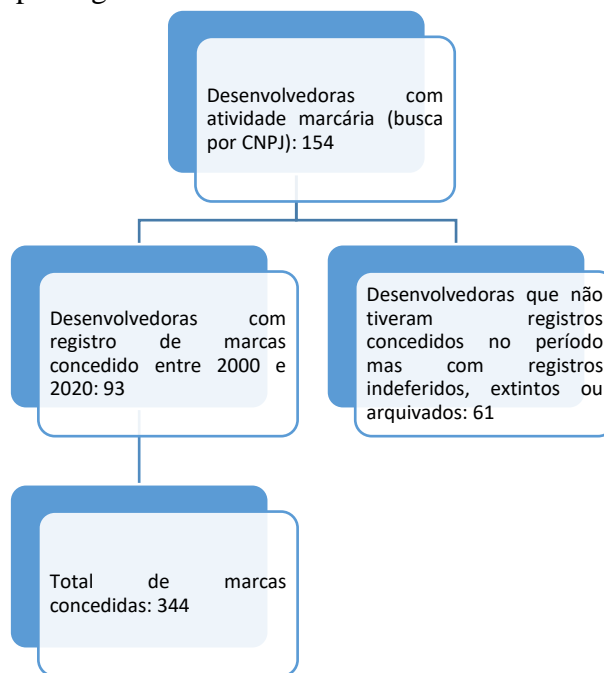 Desenvolvedoras com
atividade marcária (busca
por CNPJ): 154
Desenvolvedoras com
registro de marcas
concedido entre 2000 e
2020: 93
Desenvolvedoras que não
tiveram registros
concedidos no período
mas com registros
indeferidos, extintos ou
arquivados: 61
Total de marcas
concedidas: 344